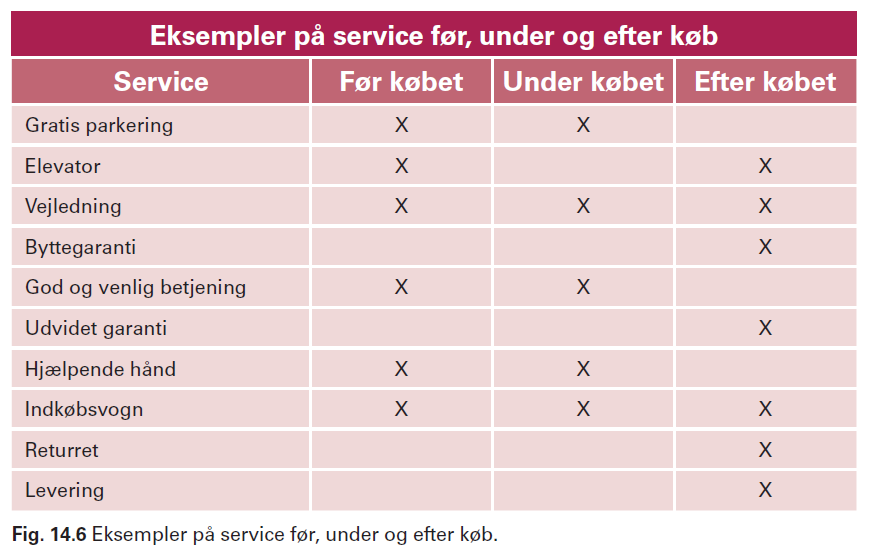 Eksempler på service før, under og efter køb
Service Før købet Under købet Efter købet
Gratis parkering X X
Elevator X X
Vejledning X X X
Byttegaranti X
God og venlig betjening X X
Udvidet garanti X
Hjælpende hånd X X
Indkøbsvogn X X X
Returret X
Levering X
Fig. 14.6 Eksempler på service før, under og efter køb.